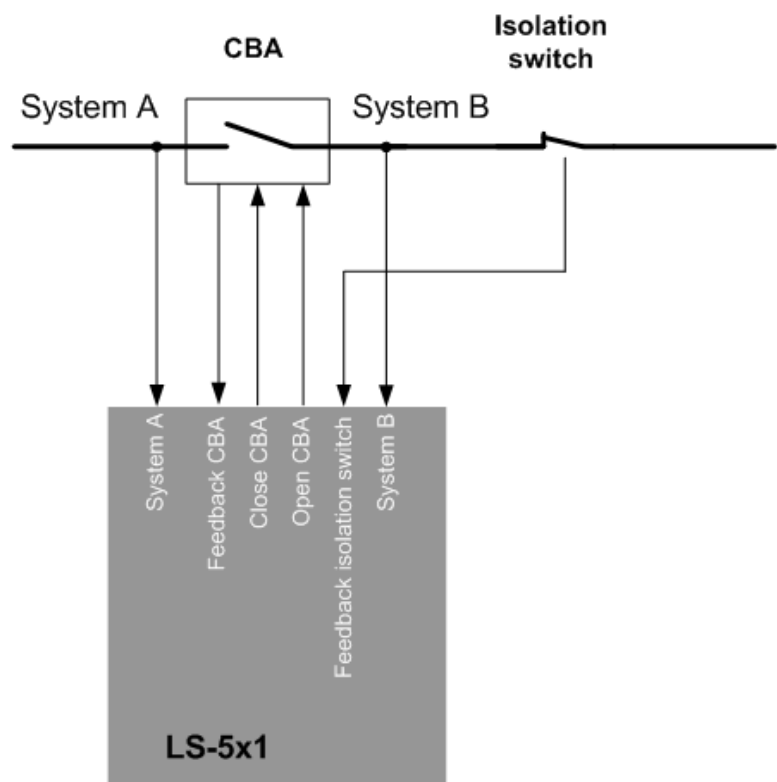 Isolation
switch
CBA
System A
System B
System A
Feedback CBA
Close CBA
Open CBA
Feedback isolation switch
System B
LS-5x1